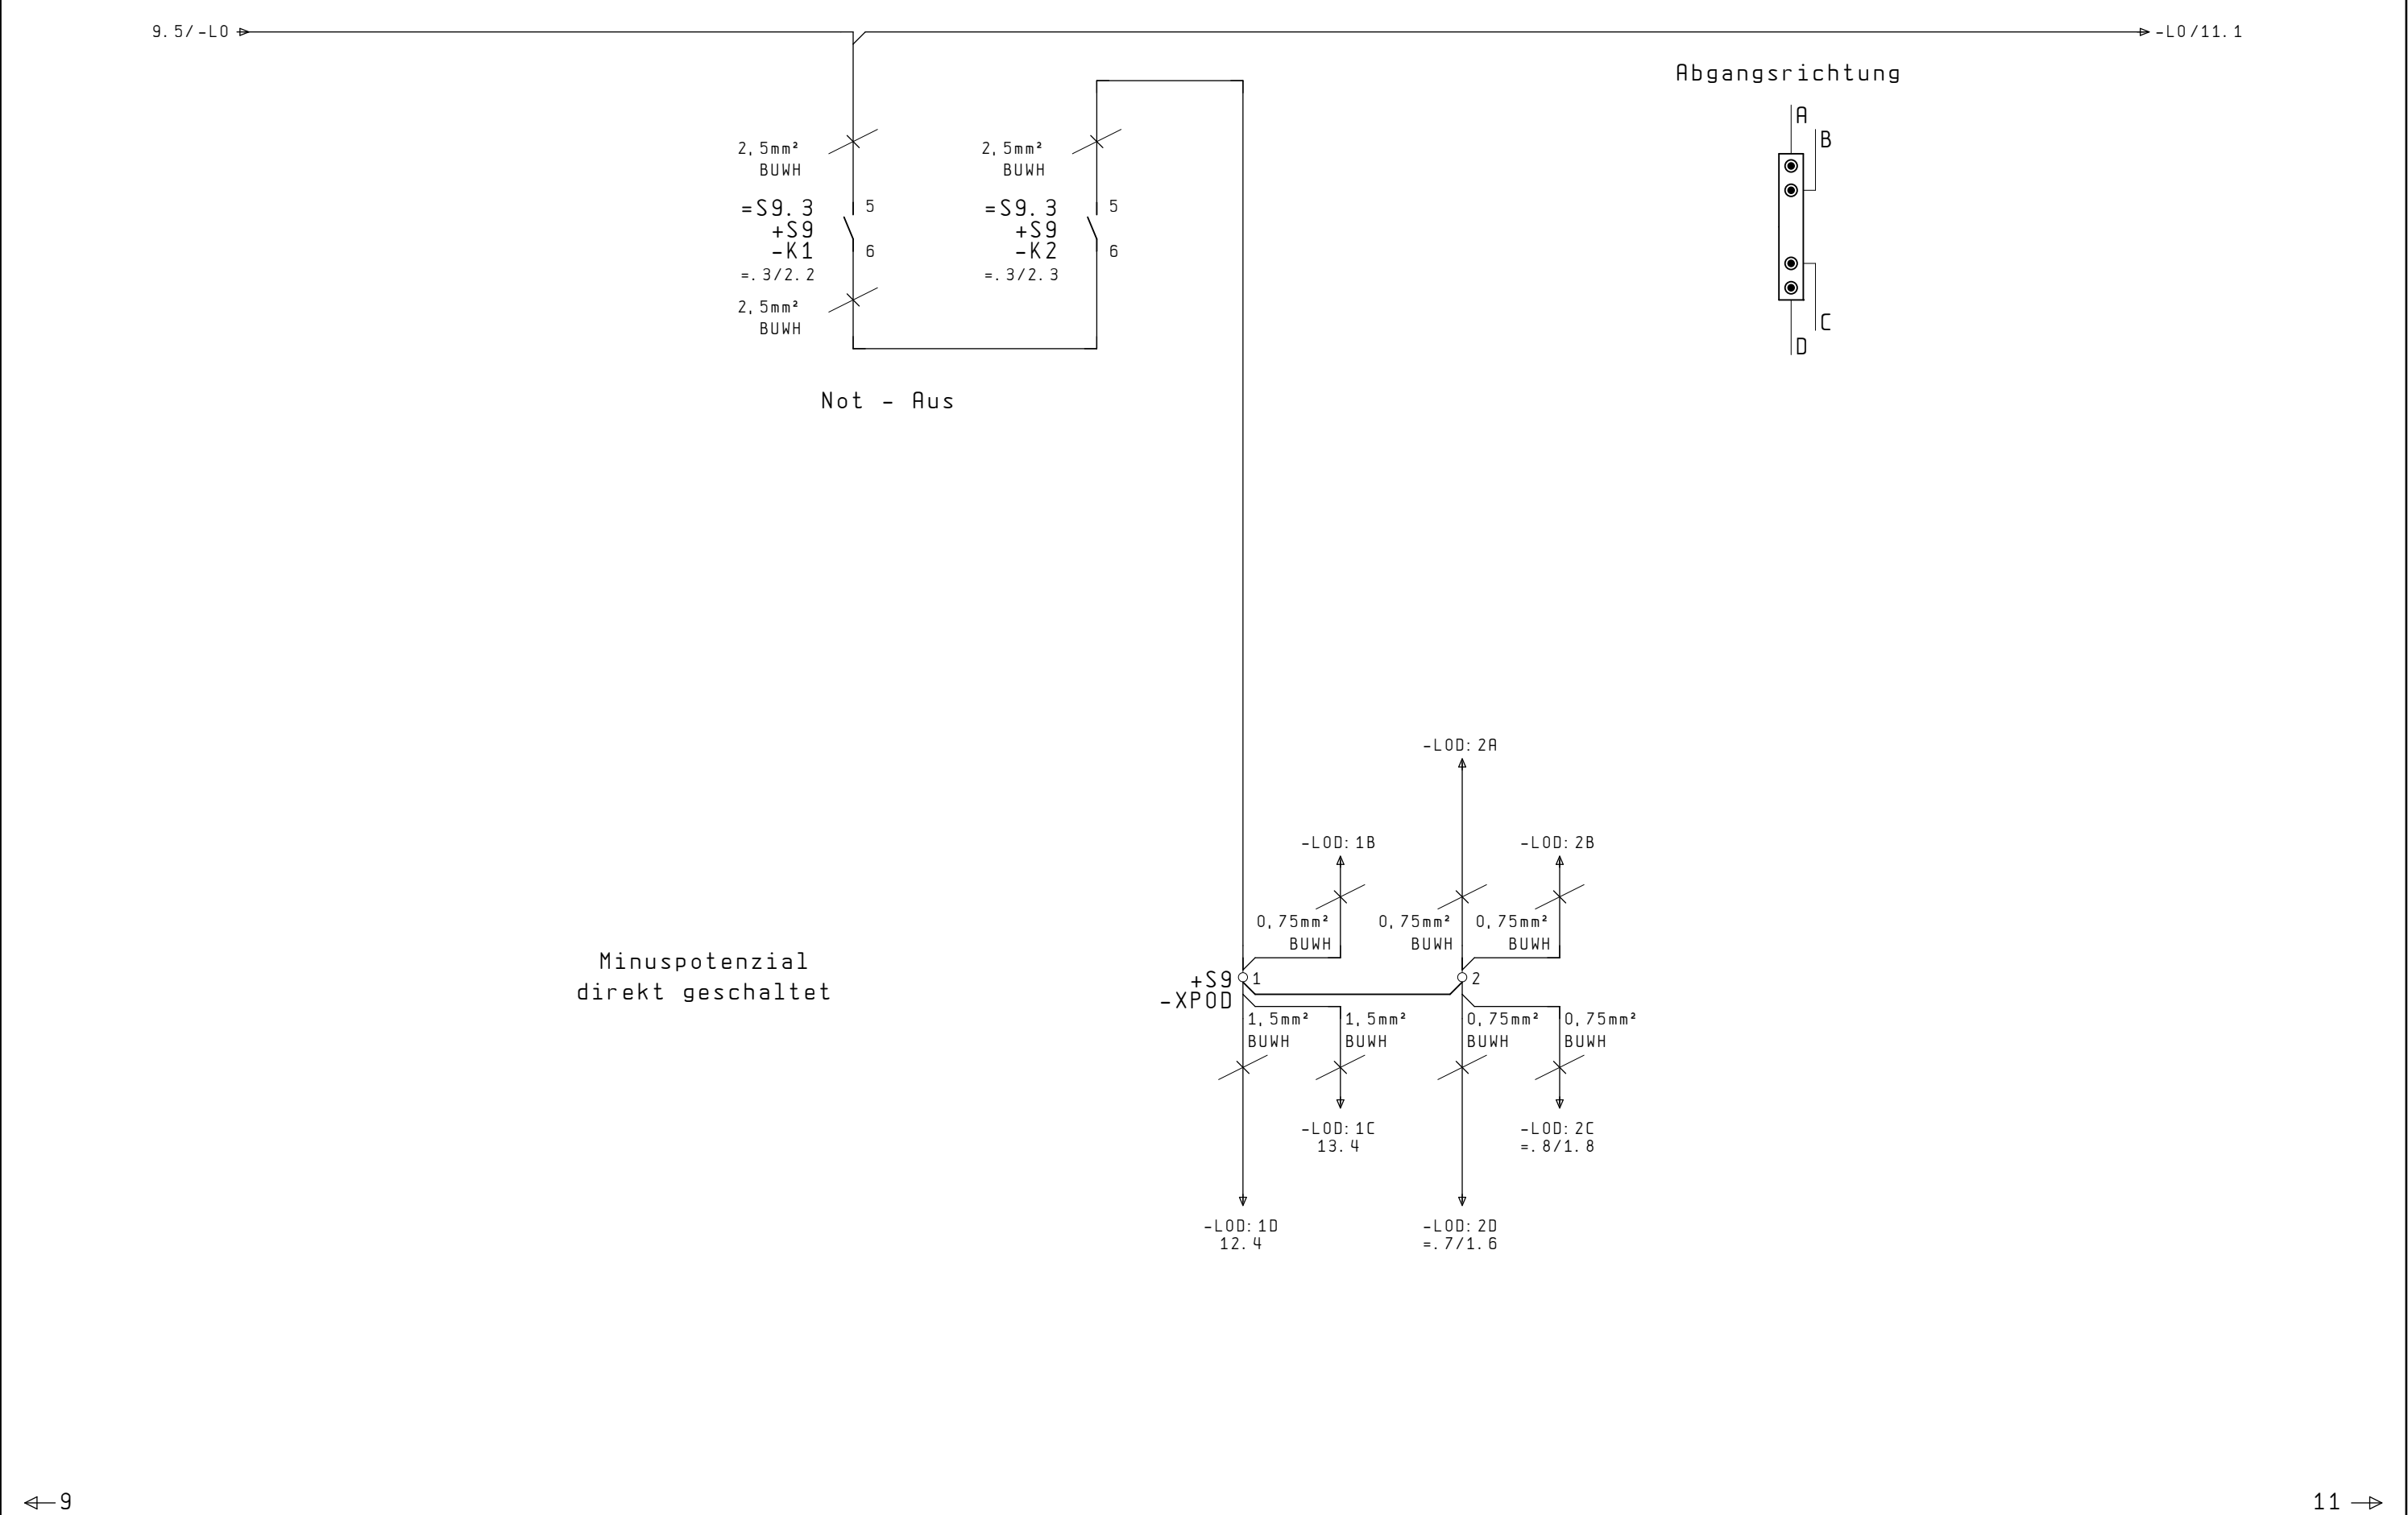 9.5/-L0
-L0/11.1
Abgangsrichtung
A
B
C
D
2,5mm²
BUWH
=S9.3
+S9
-K1
=.3/2.2
5
6
2,5mm²
BUWH
2,5mm²
BUWH
=S9.3
+S9
-K2
=.3/2.3
5
6
Not - Aus
Minuspotenzial
direkt geschaltet
-L0D:2A
-L0D:1B
-L0D:2B
0,75mm²
BUWH
0,75mm²
BUWH
0,75mm²
BUWH
+S9
-XP0D
1
2
1,5mm²
BUWH
1,5mm²
BUWH
0,75mm²
BUWH
0,75mm²
BUWH
-L0D:1C
13.4
-L0D:2C
=.8/1.8
-L0D:1D
12.4
-L0D:2D
=.7/1.6
9
11